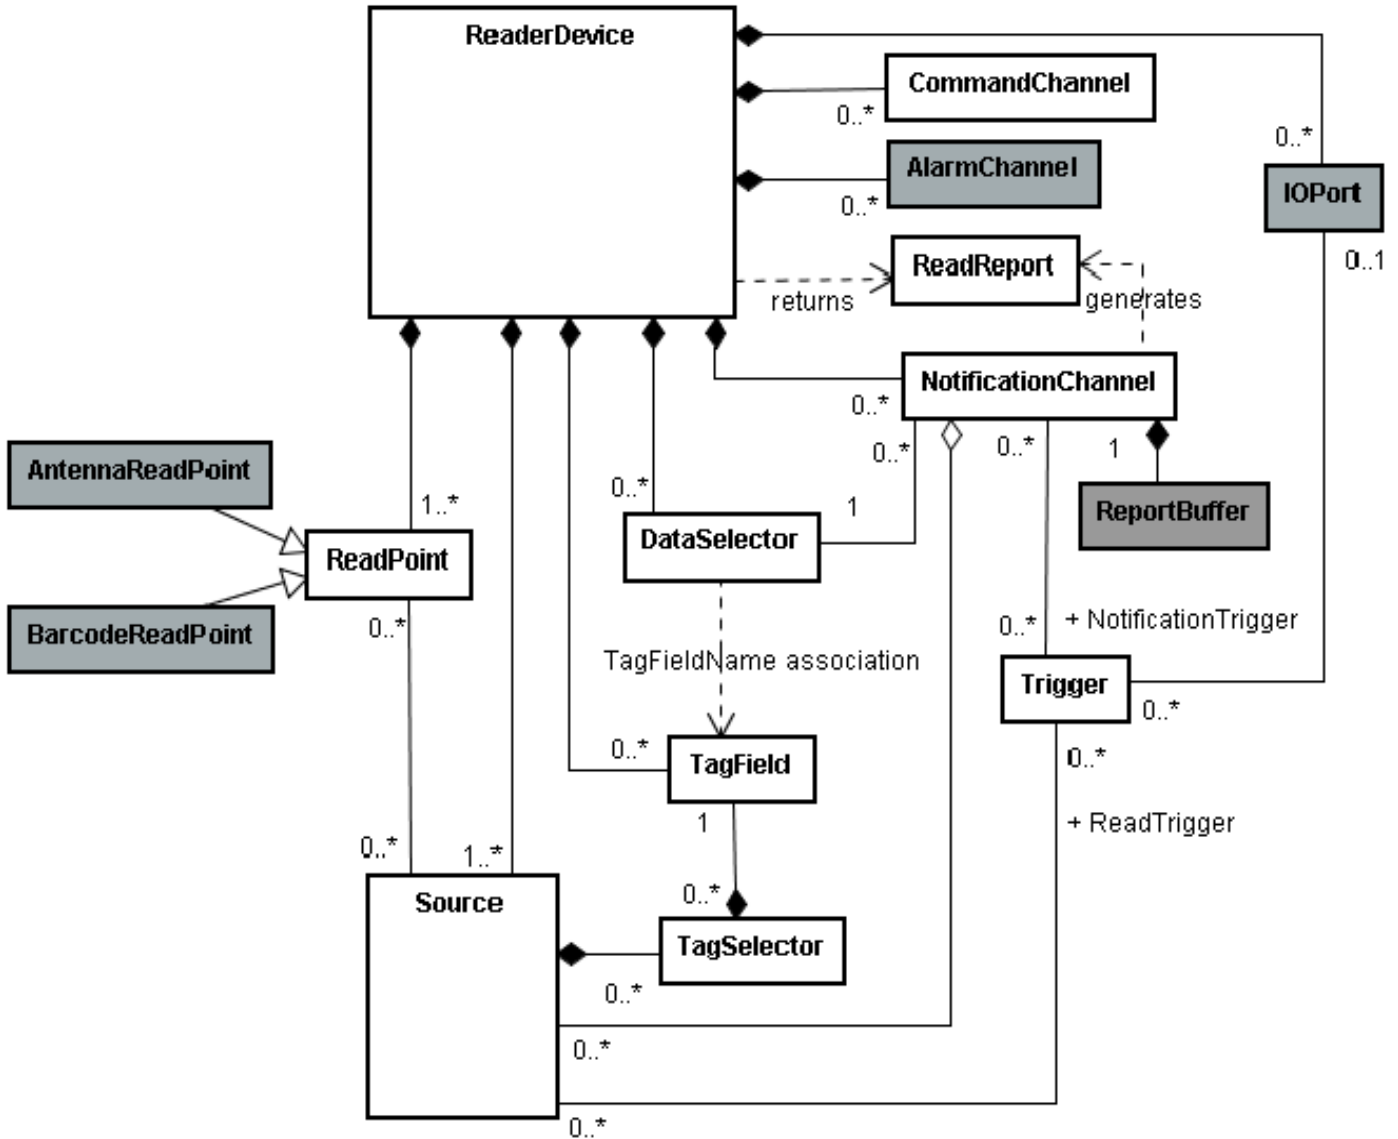 ReaderDevice
CommandChannel
0..*
AlarmChannel
0..*
0..*
IOPort
0..1
ReadReport
returns
generates
NotificationChannel
0..*
0..*
0..*
1
ReportBuffer
AntennaReadPoint
1..*
0..*
1
DataSelector
ReadPoint
BarcodeReadPoint
0..*
0..*
+ NotificationTrigger
TagFieldName association
Trigger
0..*
0..*
TagField
0..*
1
+ ReadTrigger
0..*
1..*
0..*
Source
TagSelector
0..*
0..*
0..*